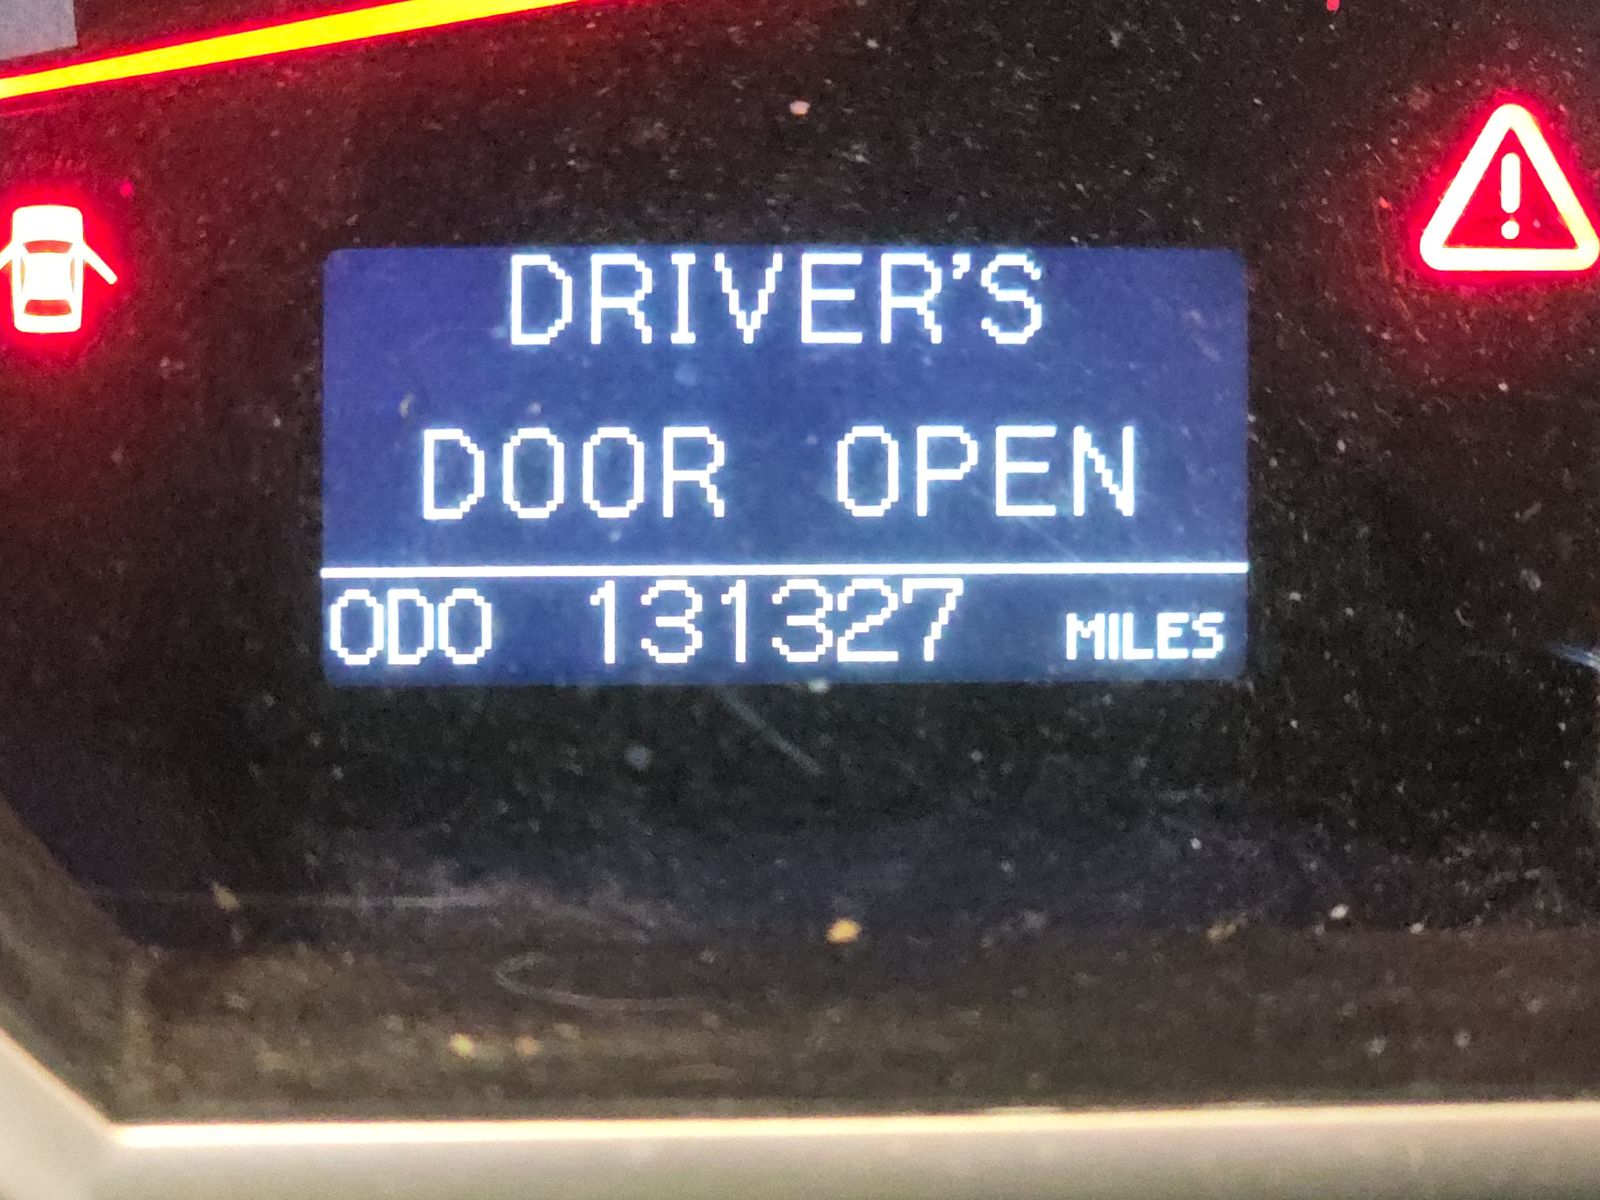 DRIVER'S
DOOR OPEN
ODO 131327 MILES